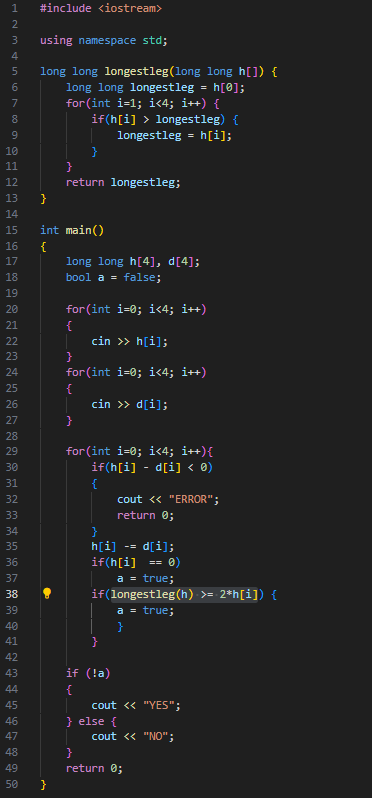 1 #include <iostream>
2
3 using namespace std;
4
5 long long longestleg(long long h[]) {
6     long long longestleg = h[0];
7     for(int i=1; i<4; i++) {
8         if(h[i] > longestleg) {
9             longestleg = h[i];
10         }
11     }
12     return longestleg;
13 }
14
15 int main()
16 {
17     long long h[4], d[4];
18     bool a = false;
19
20     for(int i=0; i<4; i++)
21     {
22         cin >> h[i];
23     }
24     for(int i=0; i<4; i++)
25     {
26         cin >> d[i];
27     }
28
29     for(int i=0; i<4; i++){
30         if(h[i] - d[i] < 0)
31         {
32             cout << "ERROR";
33             return 0;
34         }
35         h[i] -= d[i];
36         if(h[i]  == 0)
37             a = true;
38         if(longestleg(h) >= 2*h[i]) {
39             a = true;
40             }
41         }
42
43     if (!a)
44     {
45         cout << "YES";
46     } else {
47         cout << "NO";
48     }
49     return 0;
50 }